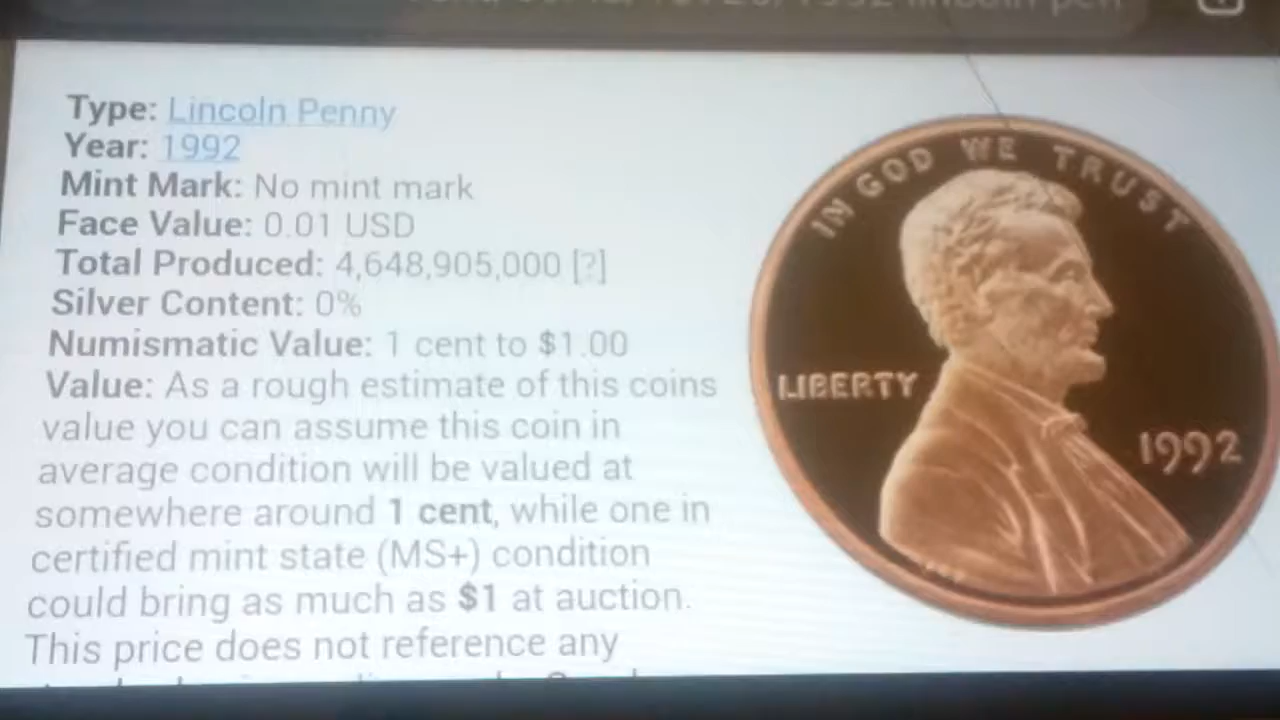 1992 lincoln pen
Type: Lincoln Penny
Year: 1992
Mint Mark: No mint mark
Face Value: 0.01 USD
Total Produced: 4,648,905,000 [?]
Silver Content: 0%
Numismatic Value: 1 cent to $1.00
Value: As a rough estimate of this coins
value you can assume this coin in
average condition will be valued at
somewhere around 1 cent, while one in
certified mint state (MS+) condition
could bring as much as $1 at auction.
This price does not reference any
IN GOD WE TRUST
LIBERTY
1992